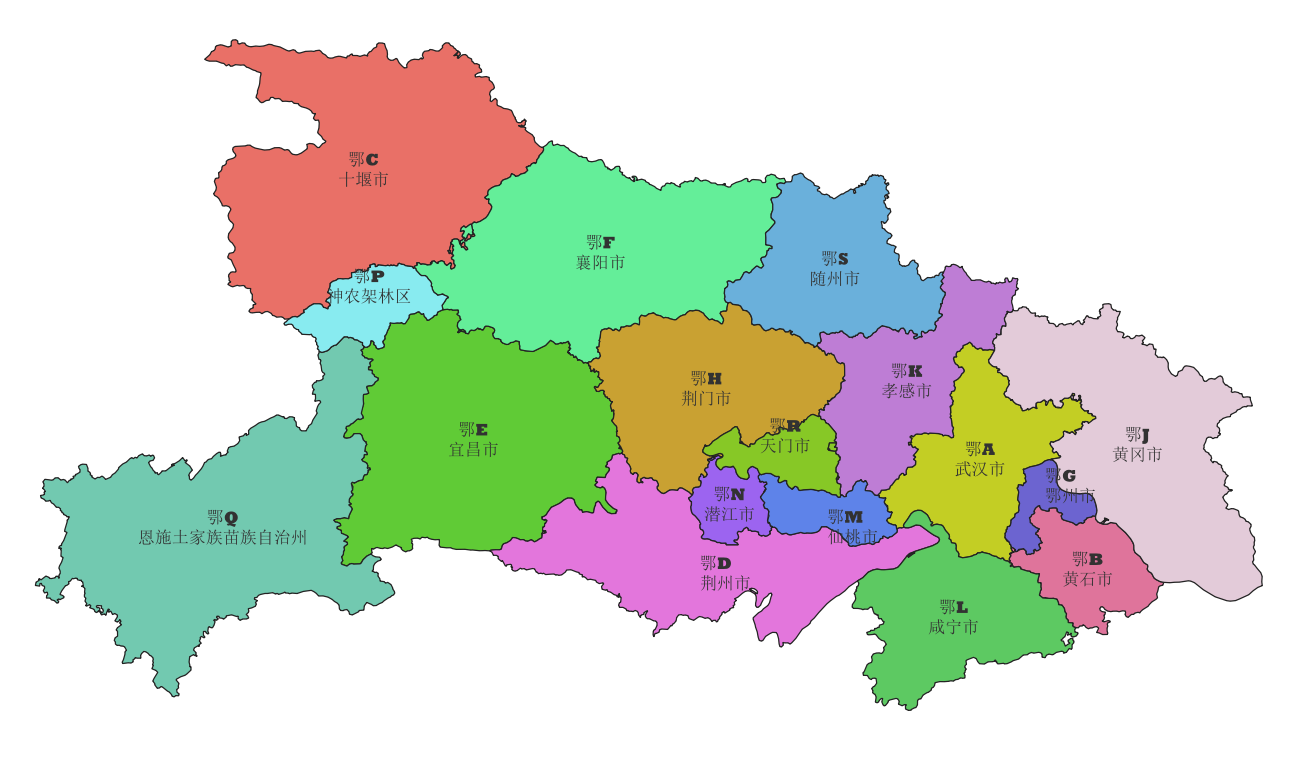 鄂C
十堰市
鄂F
襄阳市
鄂S
随州市
鄂P
神农架林区
鄂K
孝感市
鄂H
荆门市
鄂R
天门市
鄂E
宜昌市
鄂J
黄冈市
鄂A
武汉市
鄂G
鄂州市
鄂N
潜江市
鄂M
仙桃市
鄂Q
恩施土家族苗族自治州
鄂D
荆州市
鄂B
黄石市
鄂L
咸宁市